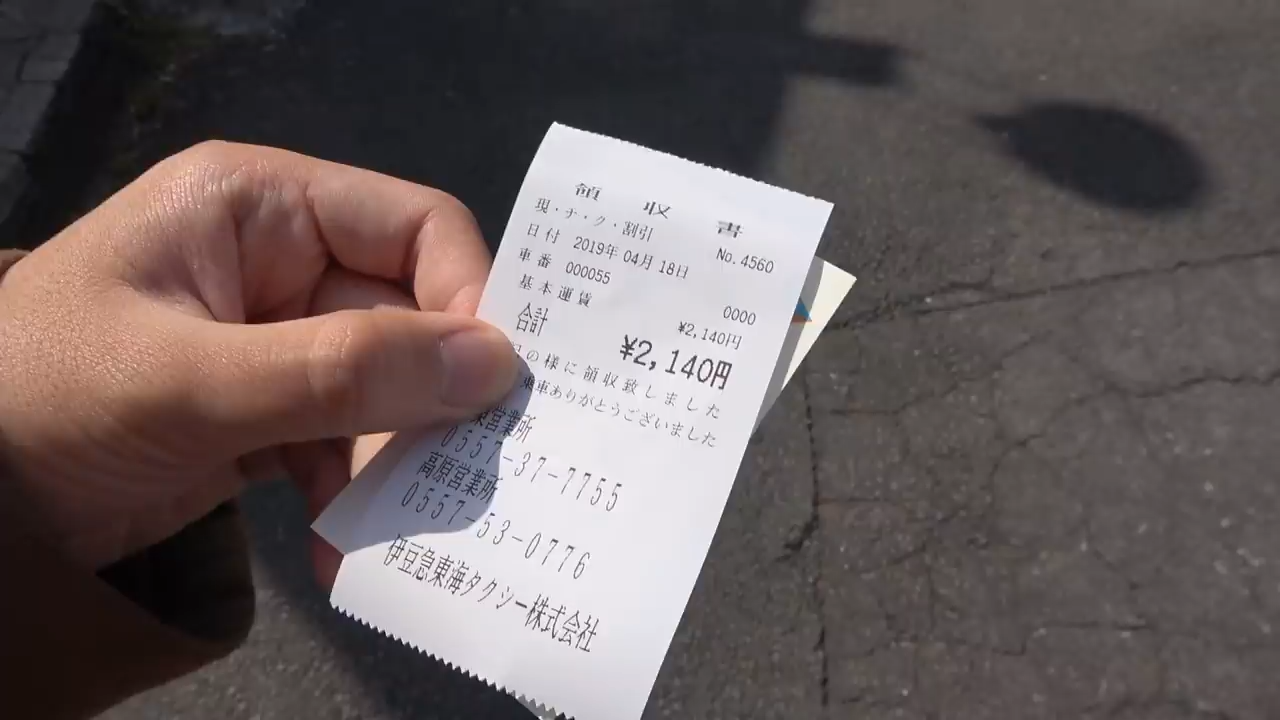 領 収 書
現・ナ・ク・割引 No. 4560
日付 2019年 04月 18日
車番 000055 0000
基本運賃 ¥2,140円
合計 ¥2,140円
の様に領収致しました
乗車ありがとうございました
東営業所
0557-37-7755
高原営業所
0557-53-0776
伊豆急東海タクシー株式会社